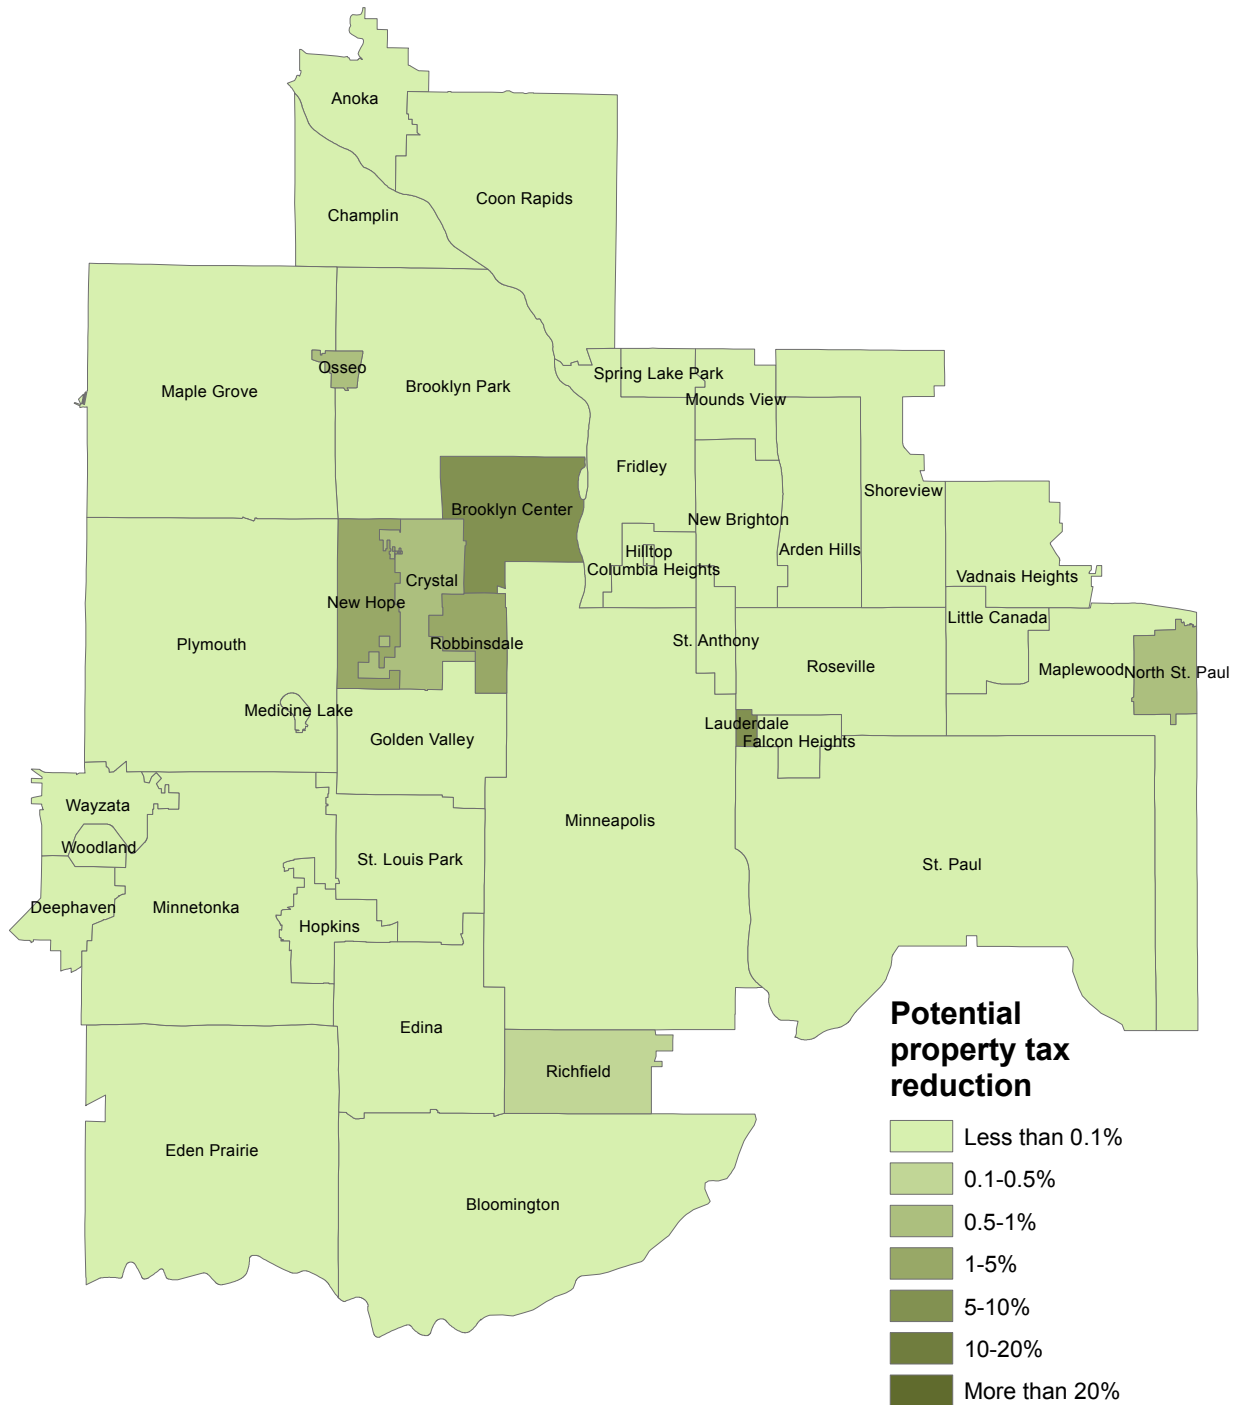 Anoka
Coon Rapids
Champlin
Osseo
Spring Lake Park
Maple Grove
Brooklyn Park
Mounds View
Fridley
Shoreview
Brooklyn Center
New Brighton
Arden Hills
Hilltop
Columbia Heights
Vadnais Heights
Crystal
New Hope
Little Canada
Plymouth
Robbinsdale
St. Anthony
Roseville
Maplewood
North St. Paul
Medicine Lake
Lauderdale
Golden Valley
Falcon Heights
Wayzata
Minneapolis
Woodland
St. Louis Park
St. Paul
Deephaven
Minnetonka
Hopkins
Edina
Richfield
Eden Prairie
Bloomington
Potential
property tax
reduction
Less than 0.1%
0.1-0.5%
0.5-1%
1-5%
5-10%
10-20%
More than 20%